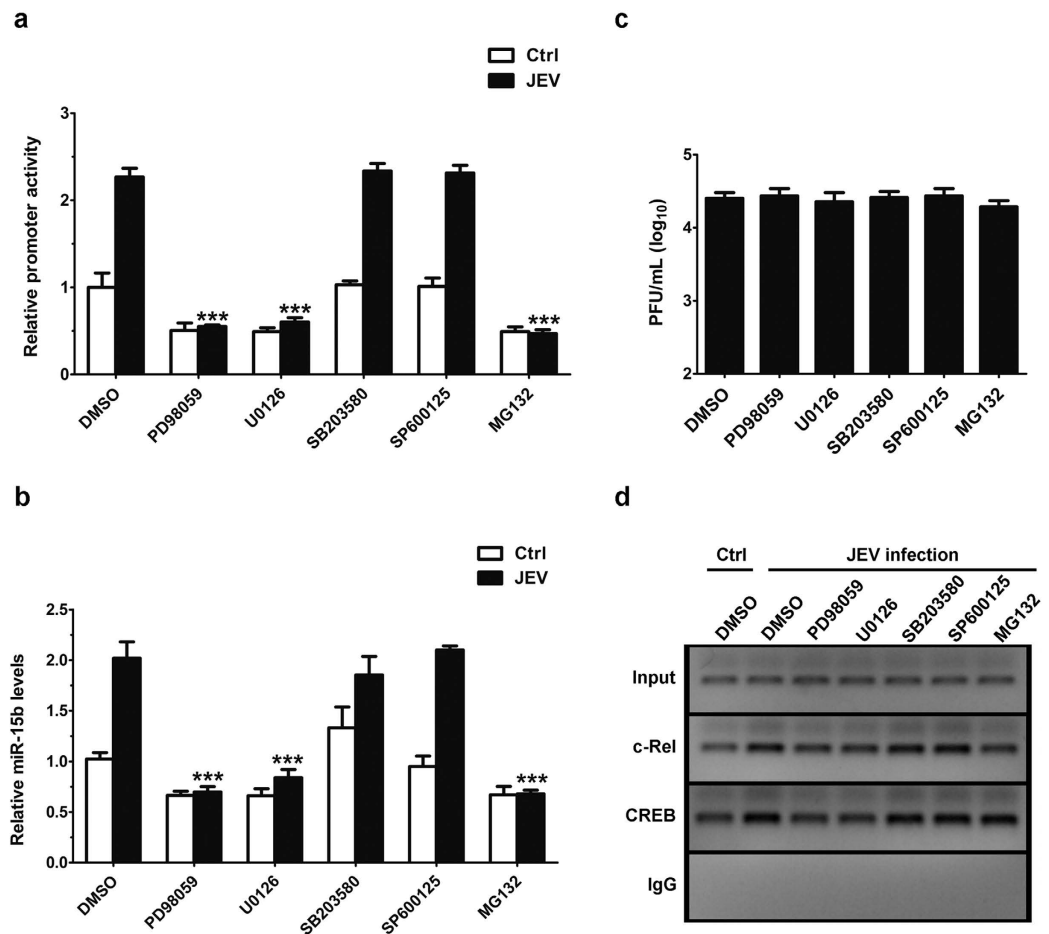 a
Ctrl
JEV
Relative promoter activity
3
2
1
0
***
***
***
DMSO
PD98059
U0126
SB203580
SP600125
MG132
c
PFU/mL (log10)
5
4
3
2
DMSO
PD98059
U0126
SB203580
SP600125
MG132
b
Ctrl
JEV
Relative miR-15b levels
2.5
2.0
1.5
1.0
0.5
0.0
***
***
***
DMSO
PD98059
U0126
SB203580
SP600125
MG132
d
Ctrl
JEV infection
DMSO
DMSO
PD98059
U0126
SB203580
SP600125
MG132
Input
c-Rel
CREB
IgG